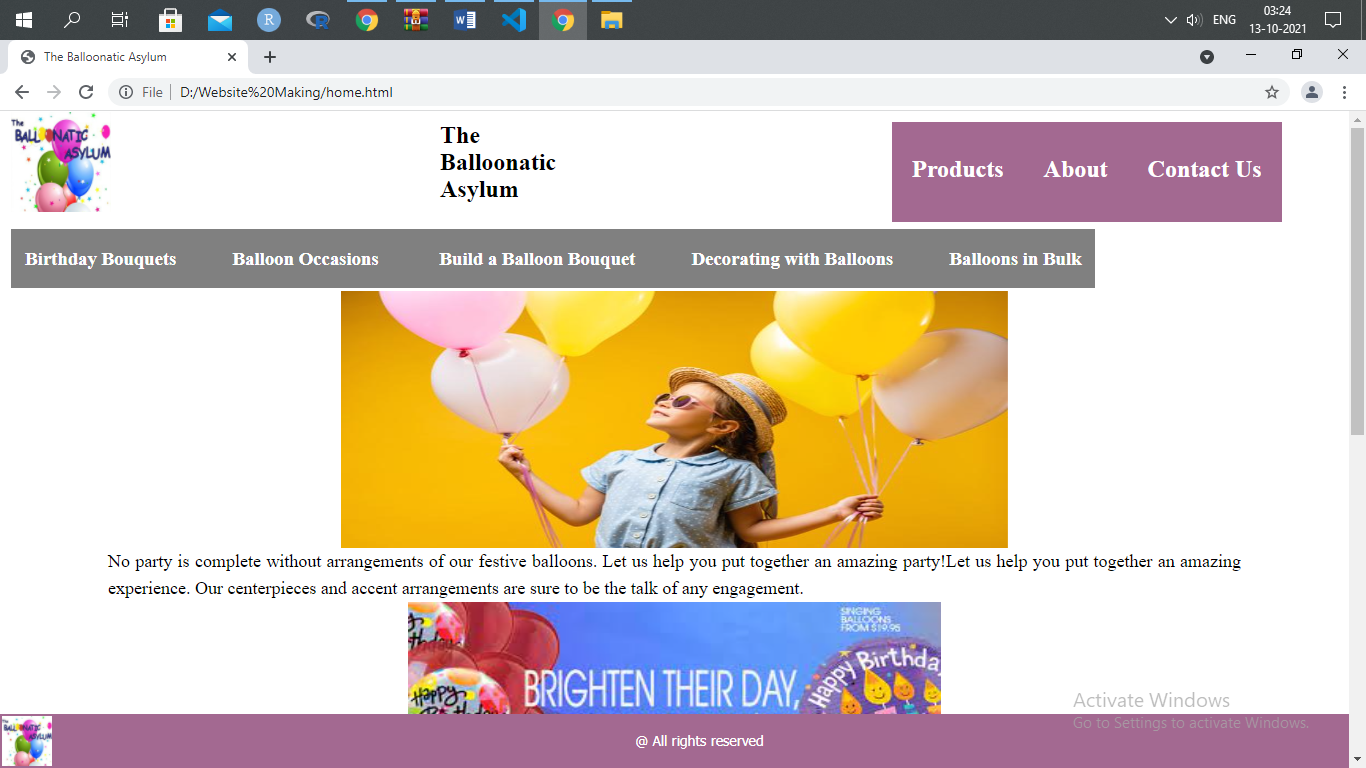 ENG
03:24
13-10-2021
The Balloonatic Asylum
File
D:/Website%20Making/home.html
The
BALLOONATIC
ASYLUM
The
Balloonatic
Asylum
Products About Contact Us
Birthday Bouquets Balloon Occasions Build a Balloon Bouquet Decorating with Balloons Balloons in Bulk
No party is complete without arrangements of our festive balloons. Let us help you put together an amazing party!Let us help you put together an amazing
experience. Our centerpieces and accent arrangements are sure to be the talk of any engagement.
SINGING
BALLOONS
FROM $19.95
BRIGHTEN THEIR DAY,
Happy Birthda
Happy
Activate Windows
Go to Settings to activate Windows.
The
BALLOONATIC
ASYLUM
@ All rights reserved